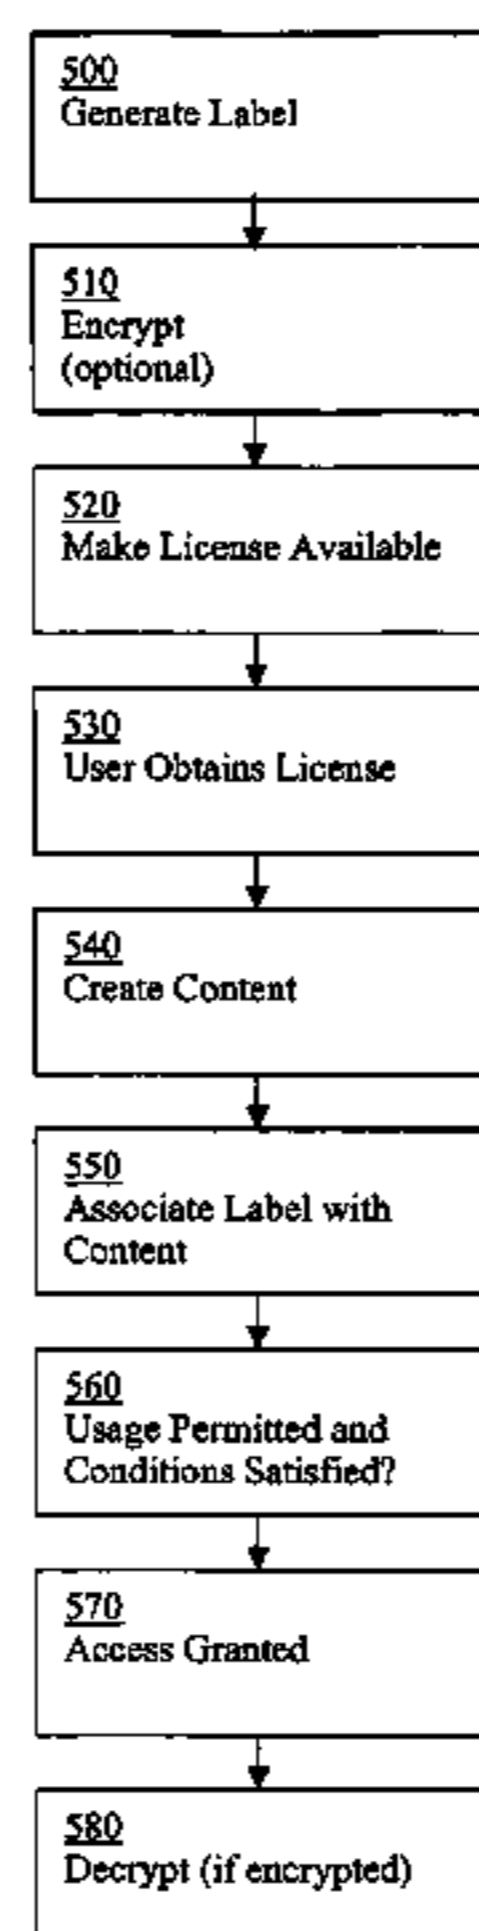 500
Generate Label
510
Encrypt
(optional)
520
Make License Available
530
User Obtains License
540
Create Content
550
Associate Label with
Content
560
Usage Permitted and
Conditions Satisfied?
570
Access Granted
580
Decrypt (if encrypted)